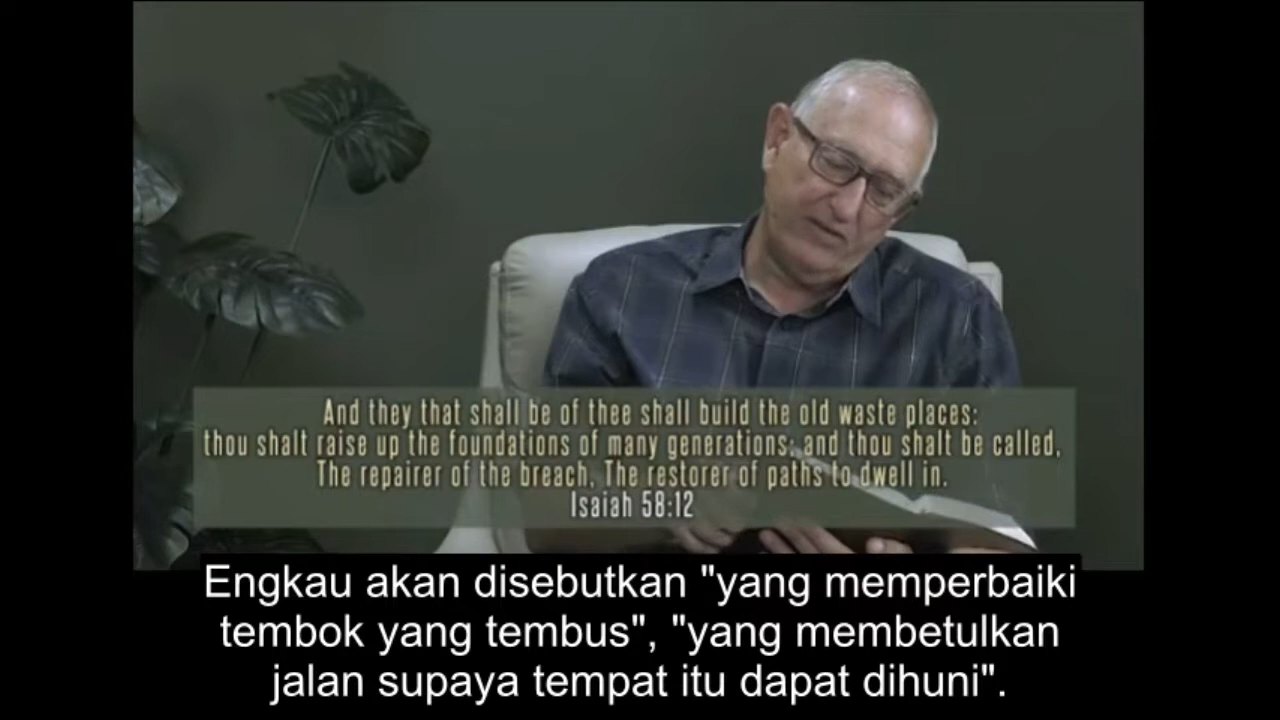 And they that shall be of thee shall build the old waste places:
thou shalt raise up the foundations of many generations; and thou shalt be called,
The repairer of the breach, The restorer of paths to dwell in.
Isaiah 58:12
Engkau akan disebutkan "yang memperbaiki
tembok yang tembus", "yang membetulkan
jalan supaya tempat itu dapat dihuni".